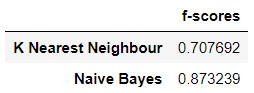 f-scores
K Nearest Neighbour 0.707692
Naive Bayes 0.873239